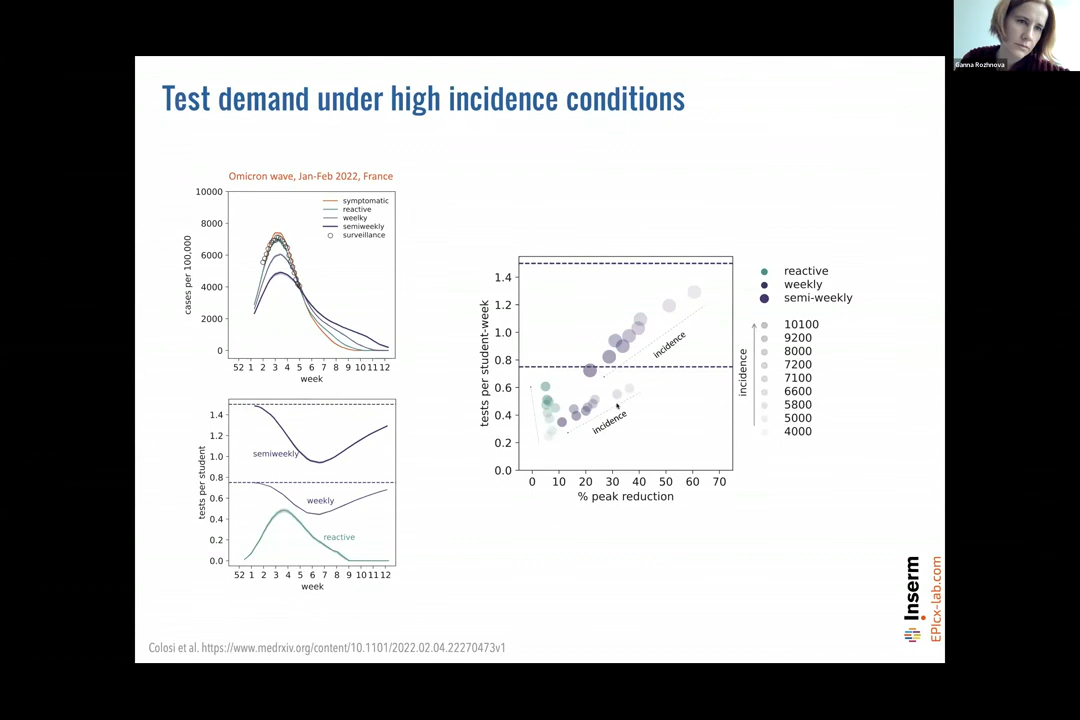 Ganna Rozhnova
Test demand under high incidence conditions
Omicron wave, Jan-Feb 2022, France
10000
8000
6000
4000
2000
0
cases per 100,000
symptomatic
reactive
weelky
semiweekly
surveillance
52 1 2 3 4 5 6 7 8 9 10 11 12
week
1.4
1.2
1.0
0.8
0.6
0.4
0.2
0.0
tests per student
semiweekly
weekly
reactive
52 1 2 3 4 5 6 7 8 9 10 11 12
week
1.4
1.2
1.0
0.8
0.6
0.4
0.2
0.0
tests per student-week
incidence
incidence
0 10 20 30 40 50 60 70
% peak reduction
reactive
weekly
semi-weekly
incidence
10100
9200
8000
7200
7100
6600
5800
5000
4000
Inserm
EPIcx-lab.com
Colosi et al. https://www.medrxiv.org/content/10.1101/2022.02.04.22270473v1